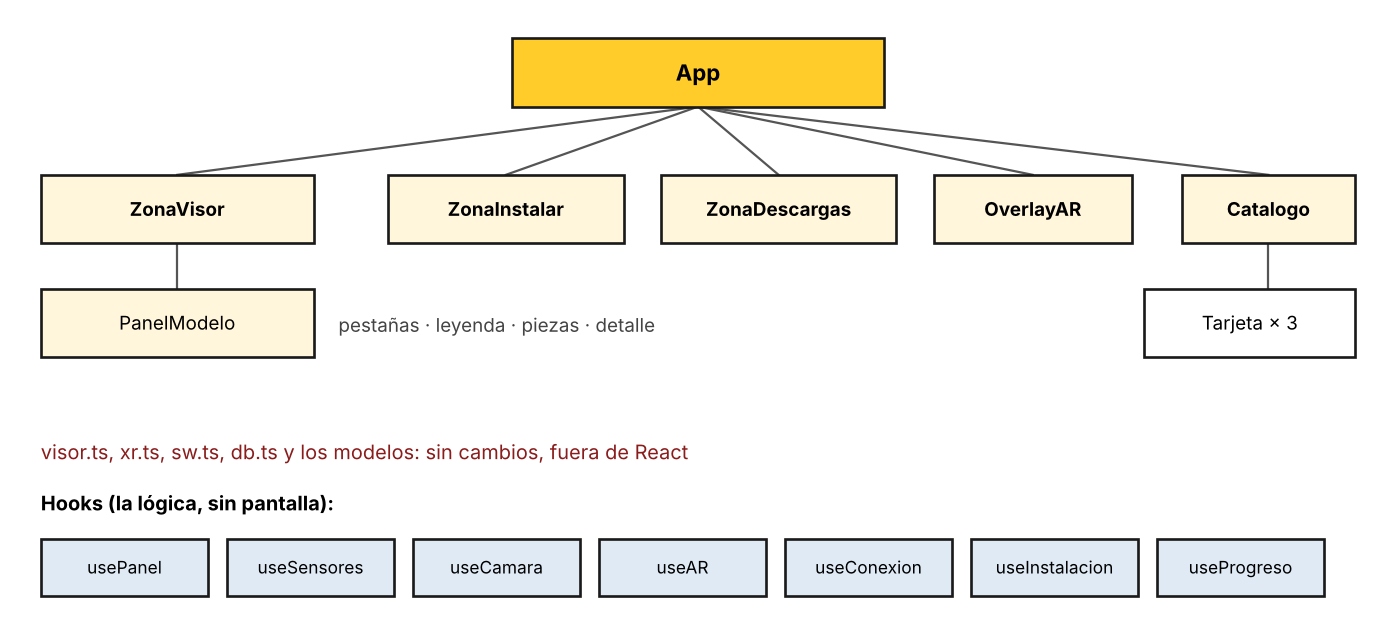 App
ZonaVisor
ZonaInstalar
ZonaDescargas
OverlayAR
Catalogo
PanelModelo
pestañas · leyenda · piezas · detalle
Tarjeta × 3
visor.ts, xr.ts, sw.ts, db.ts y los modelos: sin cambios, fuera de React
Hooks (la lógica, sin pantalla):
usePanel
useSensores
useCamara
useAR
useConexion
useInstalacion
useProgreso